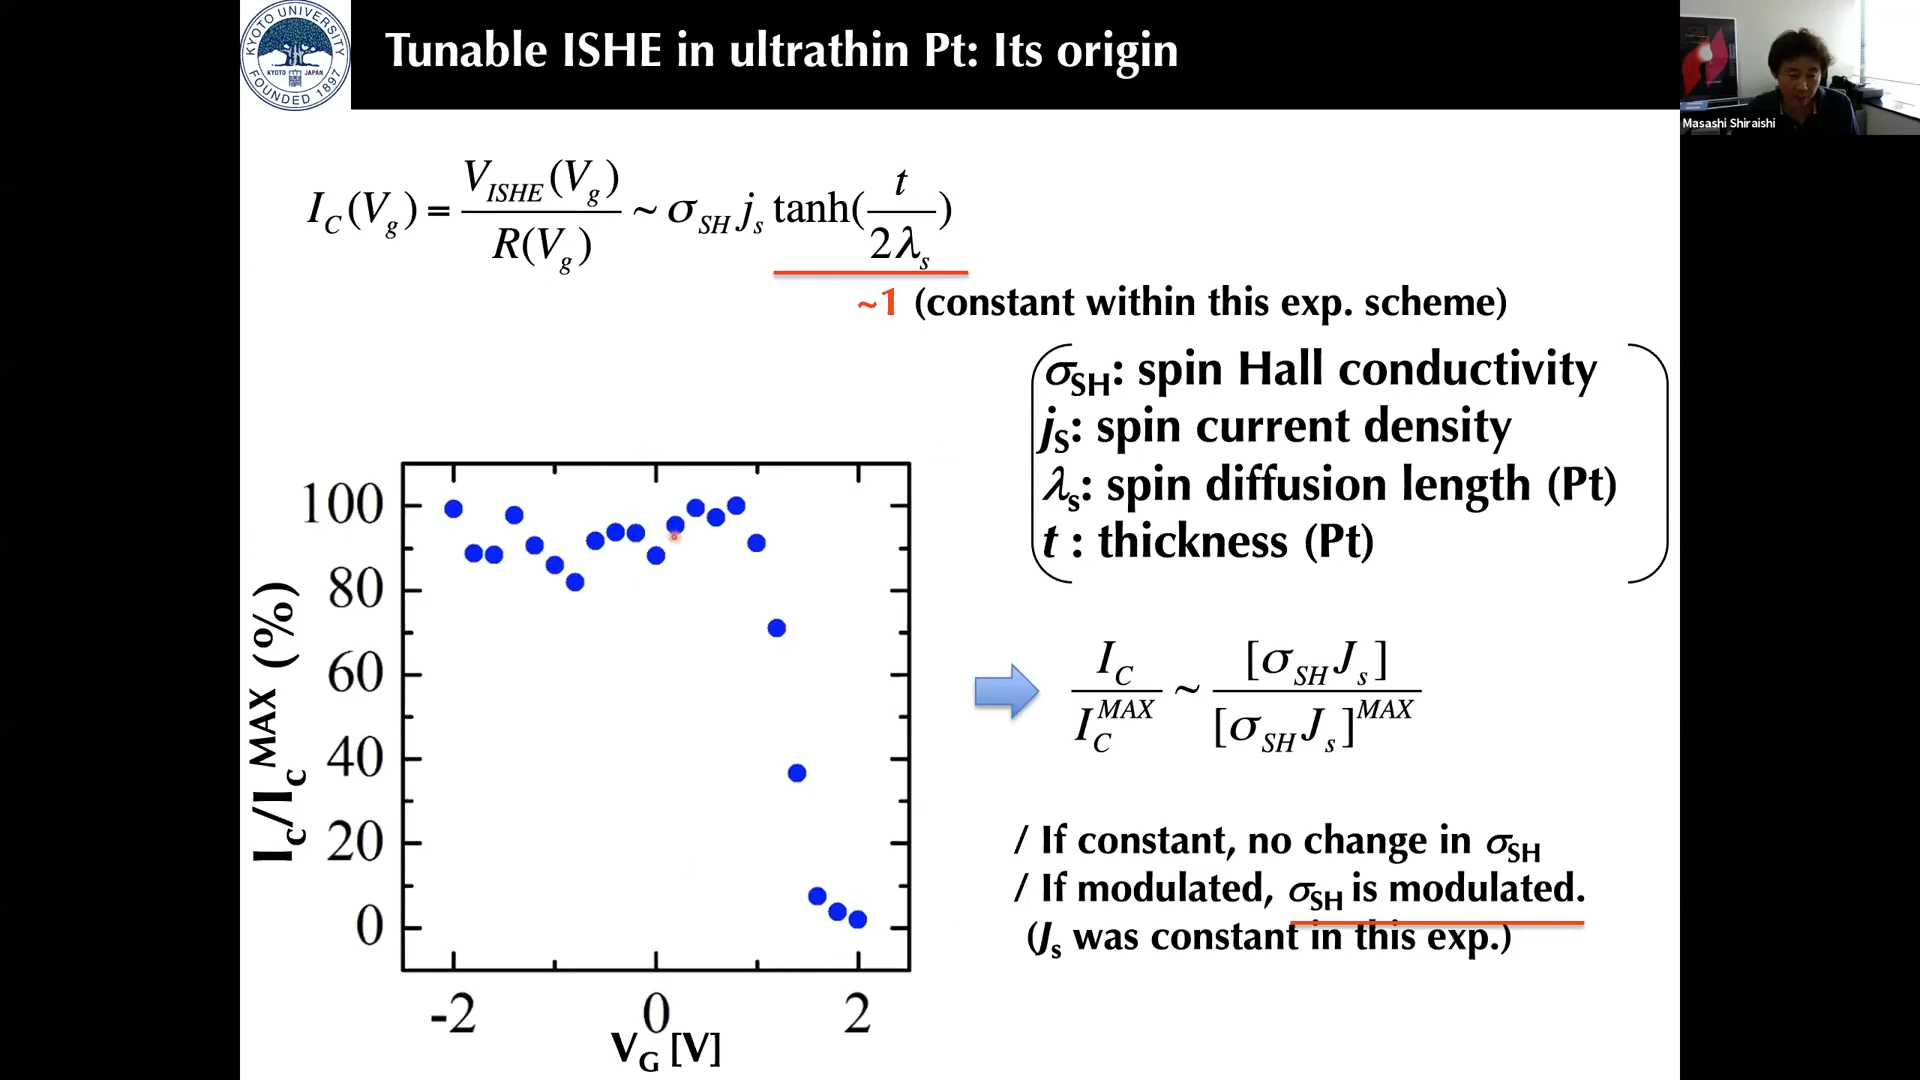 KYOTO UNIVERSITY
KYOTO JAPAN
FOUNDED 1897
Tunable ISHE in ultrathin Pt: Its origin
Masashi Shiraishi
I_C(V_g) = V_ISHE(V_g) / R(V_g) ~ σ_SH j_s tanh(t / 2λ_s)
~1 (constant within this exp. scheme)
σ_SH: spin Hall conductivity
j_S: spin current density
λ_s: spin diffusion length (Pt)
t : thickness (Pt)
100
80
60
40
20
0
I_C/I_C^MAX (%)
-2 0 2
V_G [V]
I_C / I_C^MAX ~ [σ_SH J_s] / [σ_SH J_s]^MAX
/ If constant, no change in σ_SH
/ If modulated, σ_SH is modulated.
(J_s was constant in this exp.)